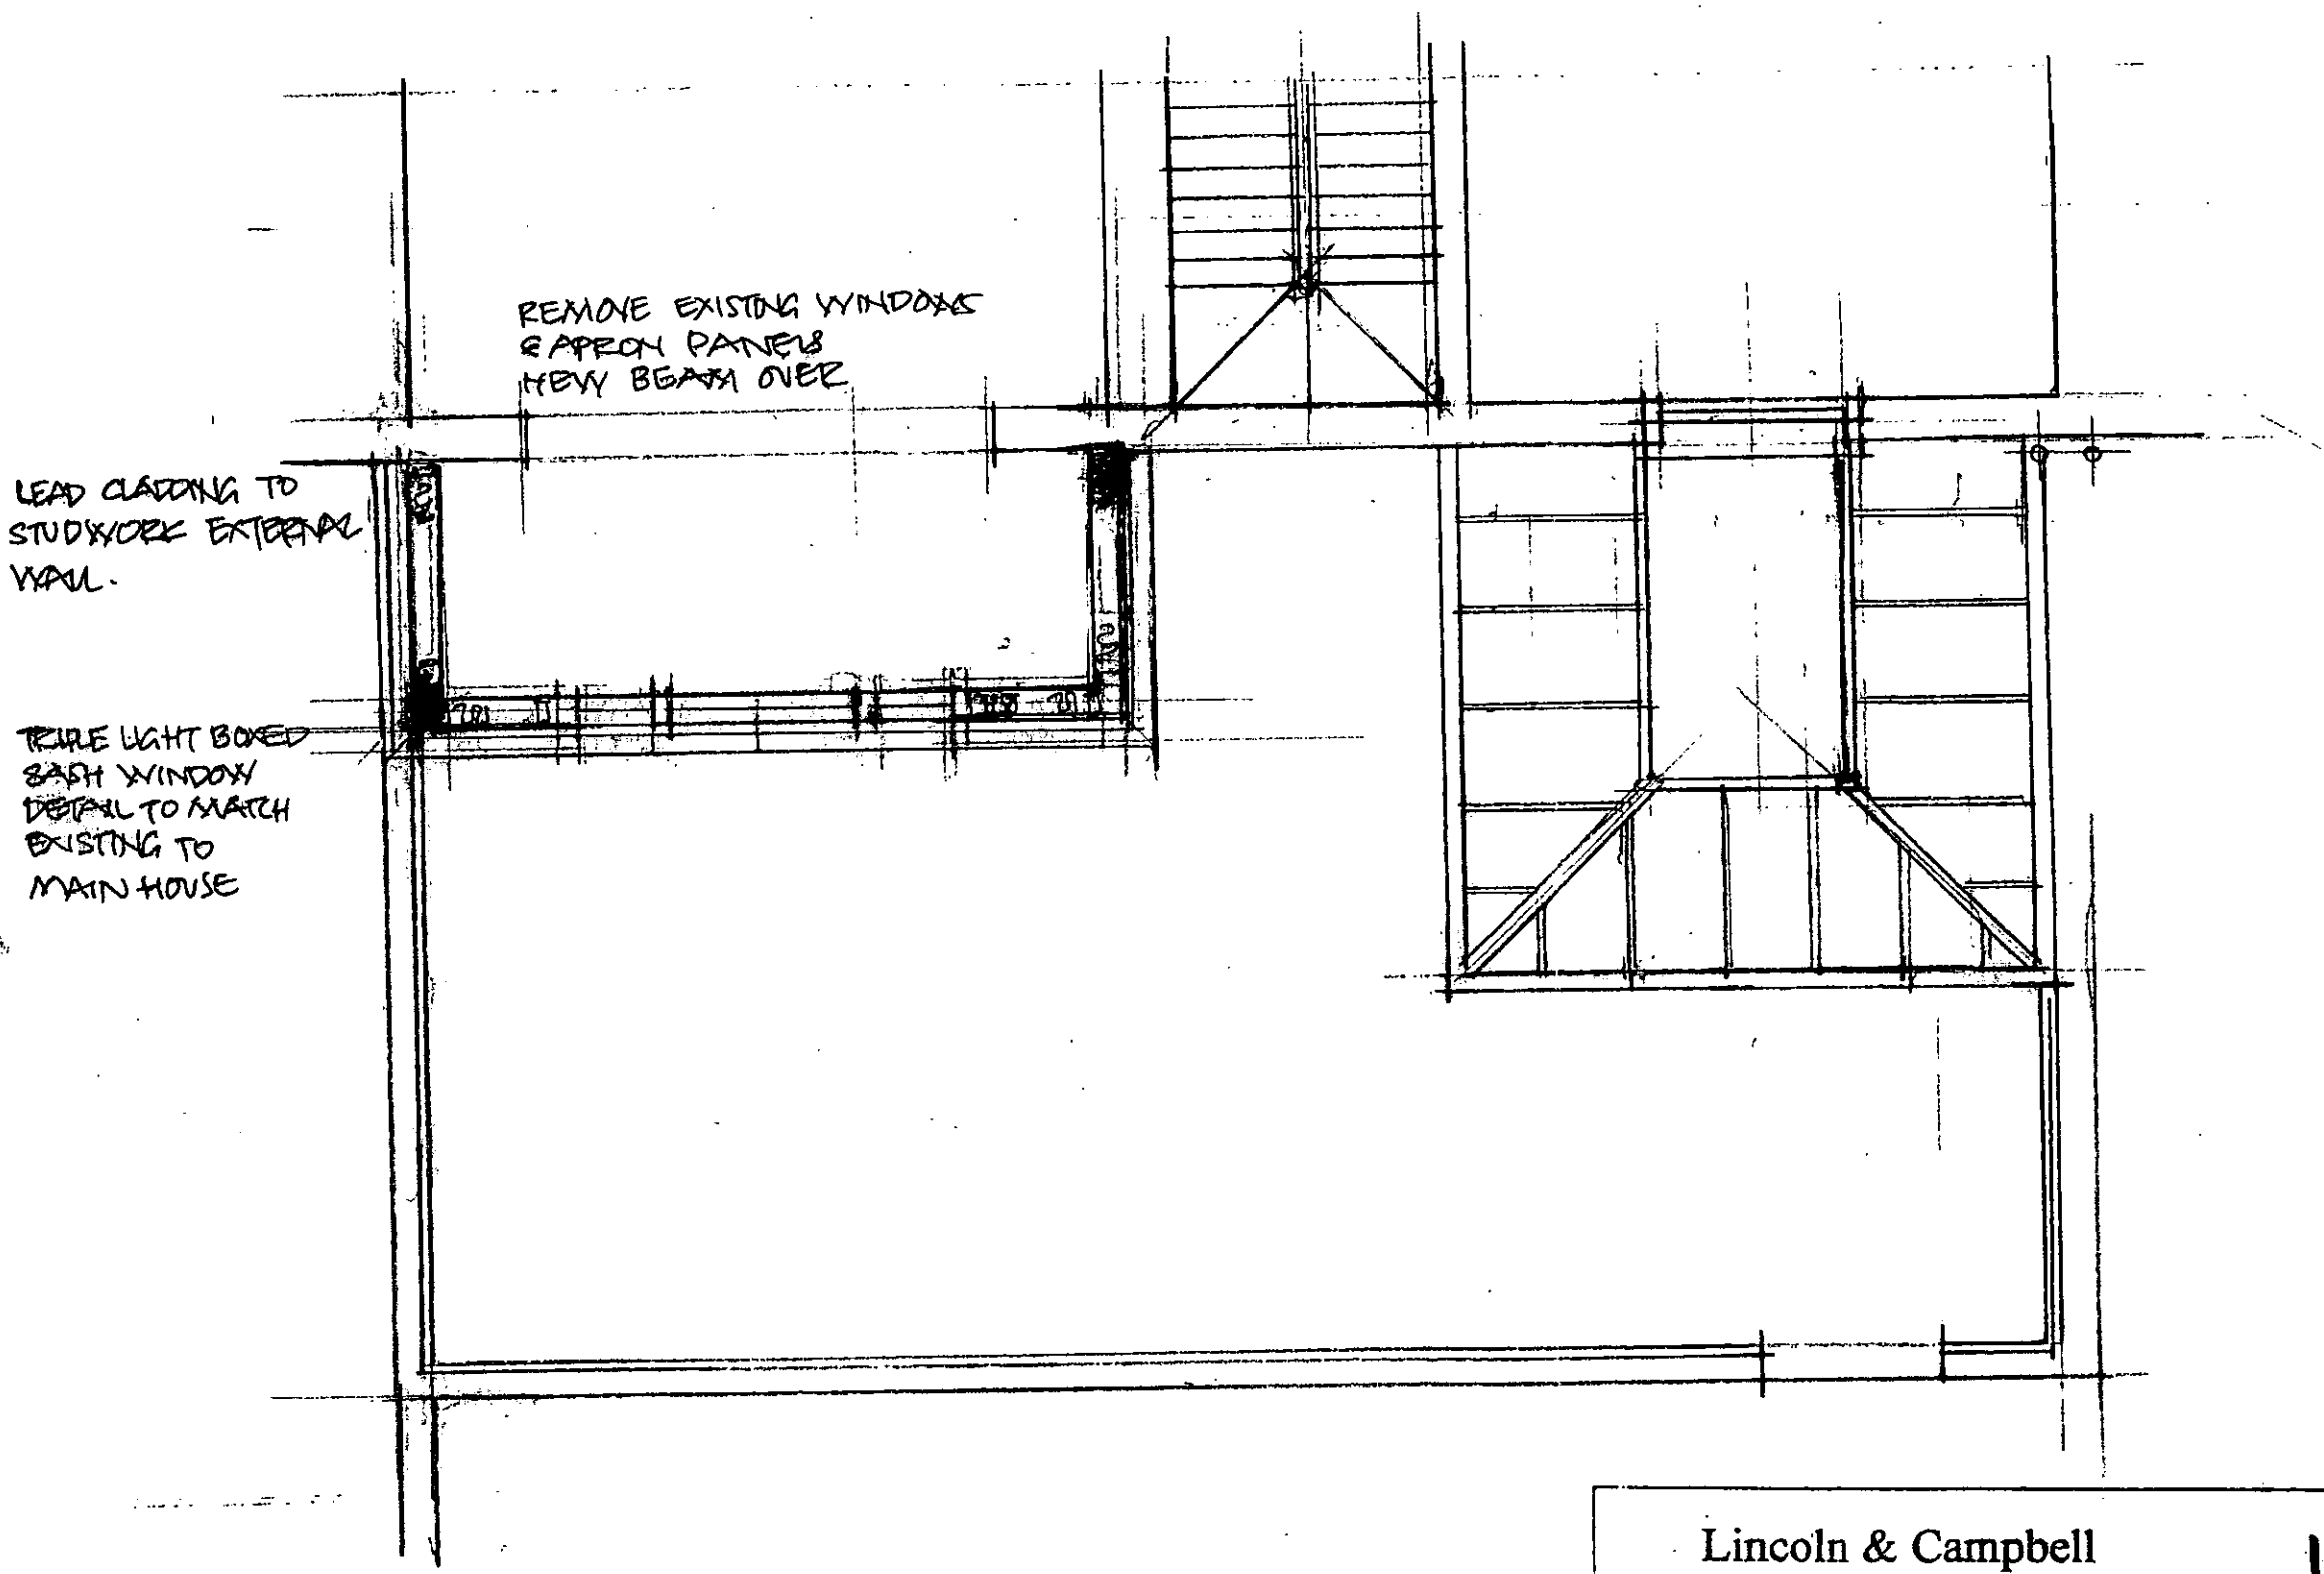 REMOVE EXISTING WINDOWS
& APRON PANELS
NEW BEAM OVER
LEAD CLADDING TO
STUDWORK EXTERNAL
WALL.
TRIPLE LIGHT BOXED
SASH WINDOW
DETAIL TO MATCH
EXISTING TO
MAIN HOUSE
Lincoln & Campbell